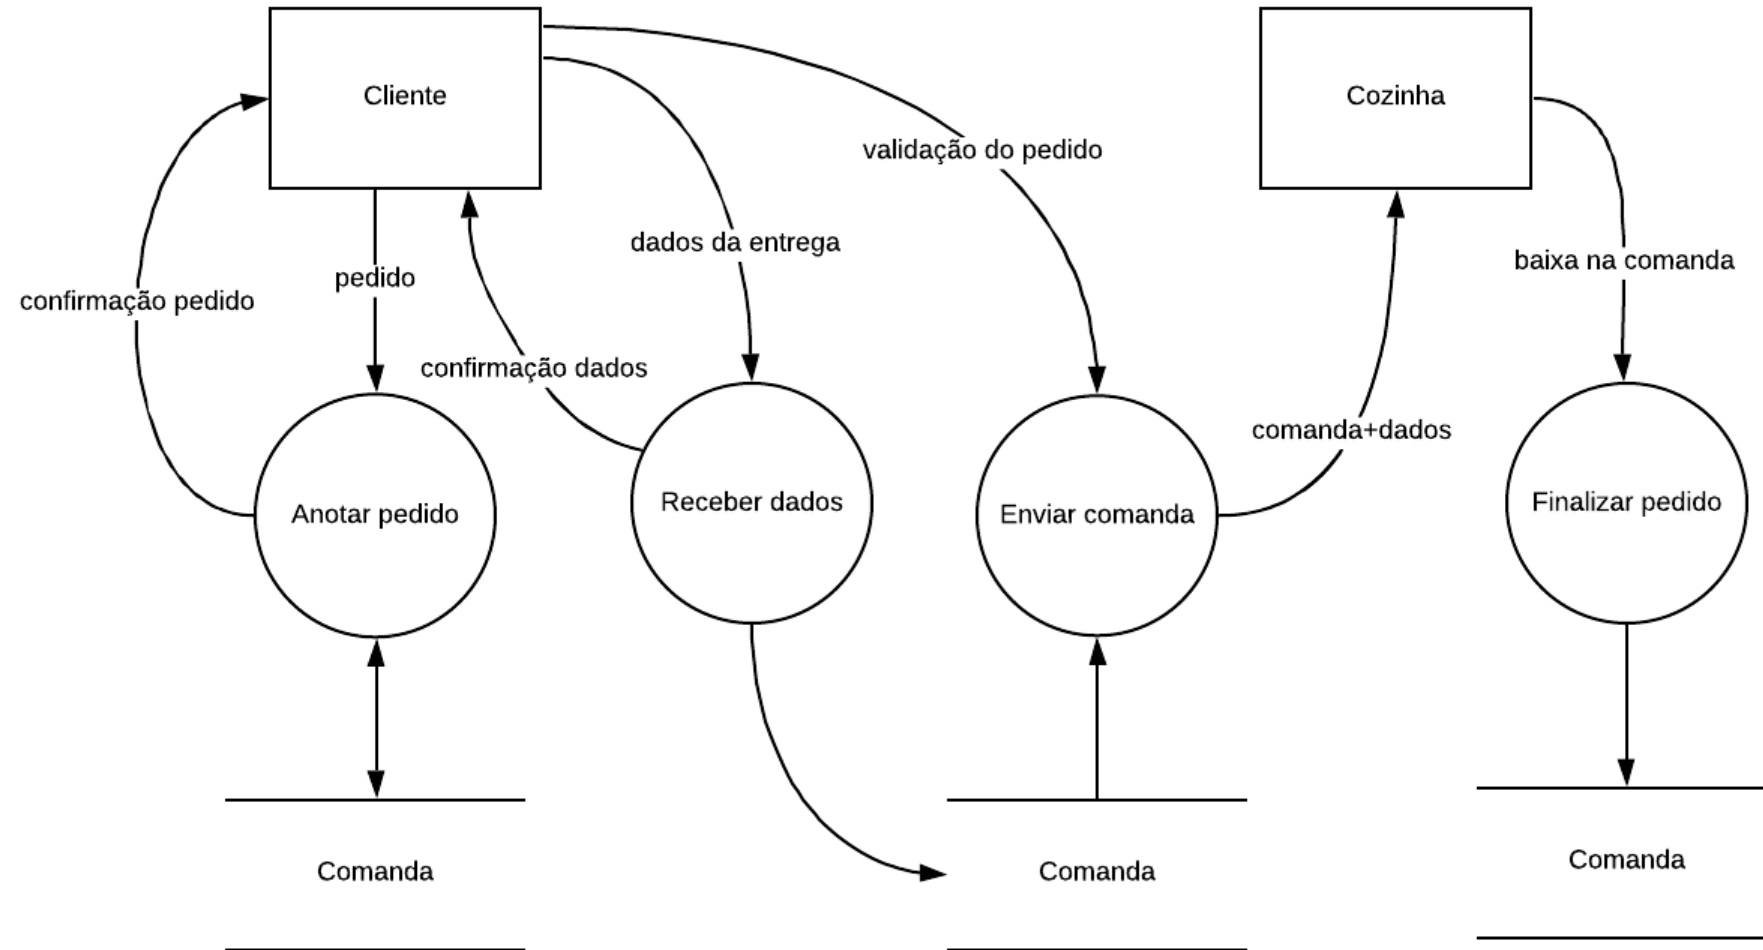 Cliente
Cozinha
validação do pedido
dados da entrega
baixa na comanda
pedido
confirmação pedido
confirmação dados
comanda+dados
Anotar pedido
Receber dados
Enviar comanda
Finalizar pedido
Comanda
Comanda
Comanda